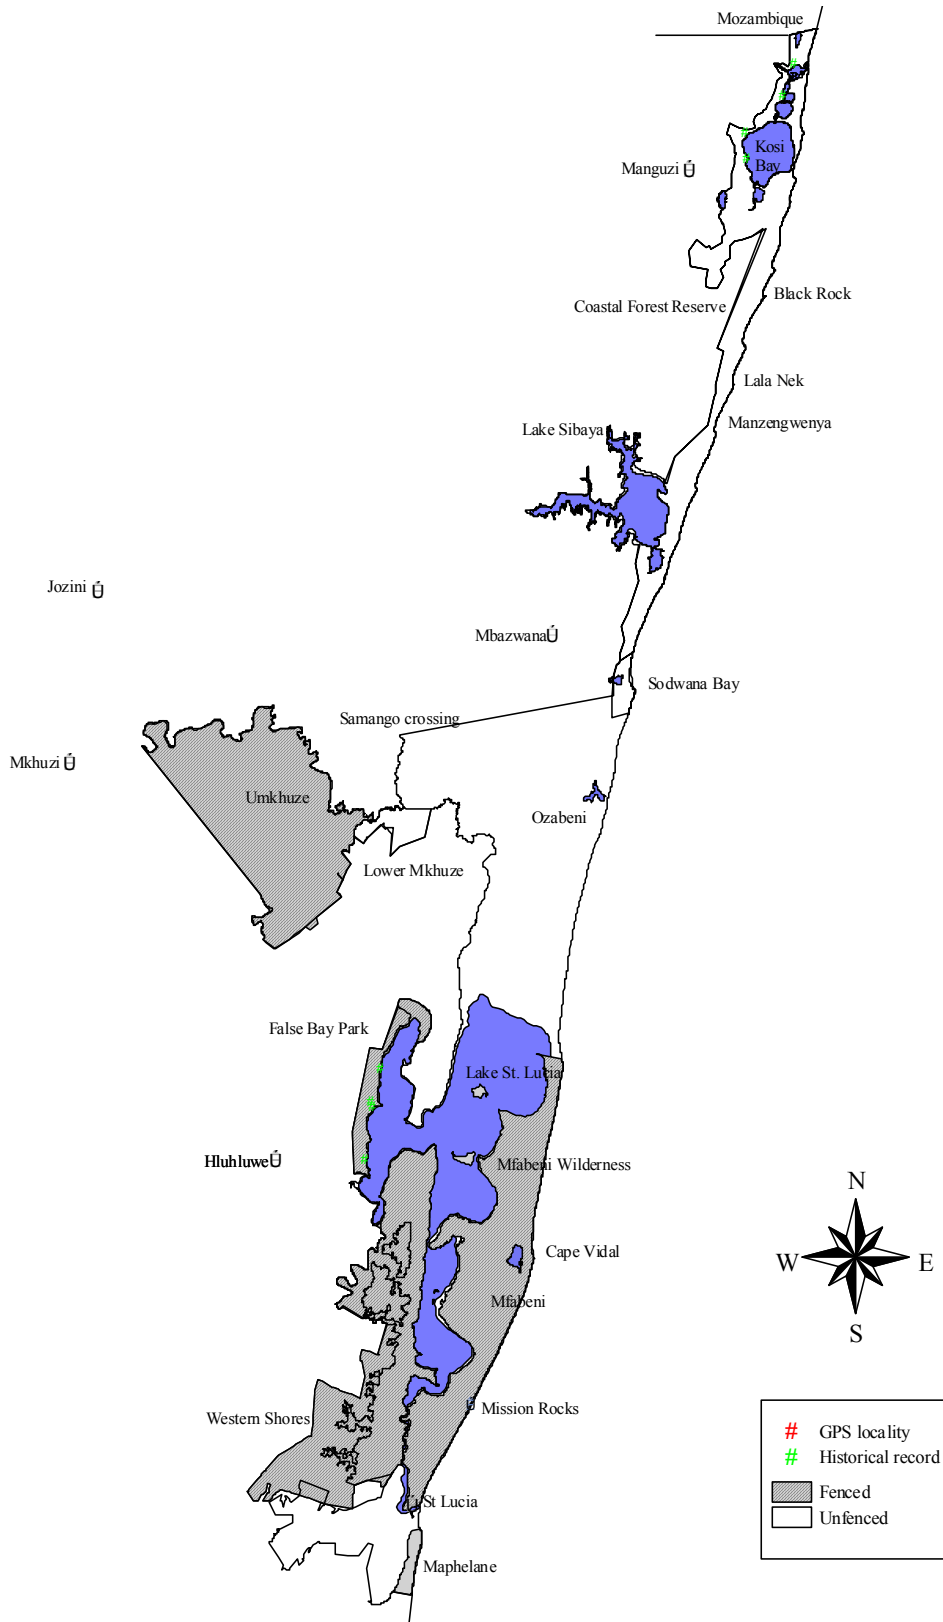 Mozambique
Kosi
Bay
Manguzi
Black Rock
Coastal Forest Reserve
Lala Nek
Manzengwenya
Lake Sibaya
Jozini
Mbazwana
Sodwana Bay
Samango crossing
Mkhuzi
Umkhuze
Ozabeni
Lower Mkhuze
False Bay Park
Lake St. Lucia
Hluhluwe
Mfabeni Wilderness
Cape Vidal
Mfabeni
Western Shores
Mission Rocks
St Lucia
Maphelane
N
W
E
S
# GPS locality
# Historical record
Fenced
Unfenced